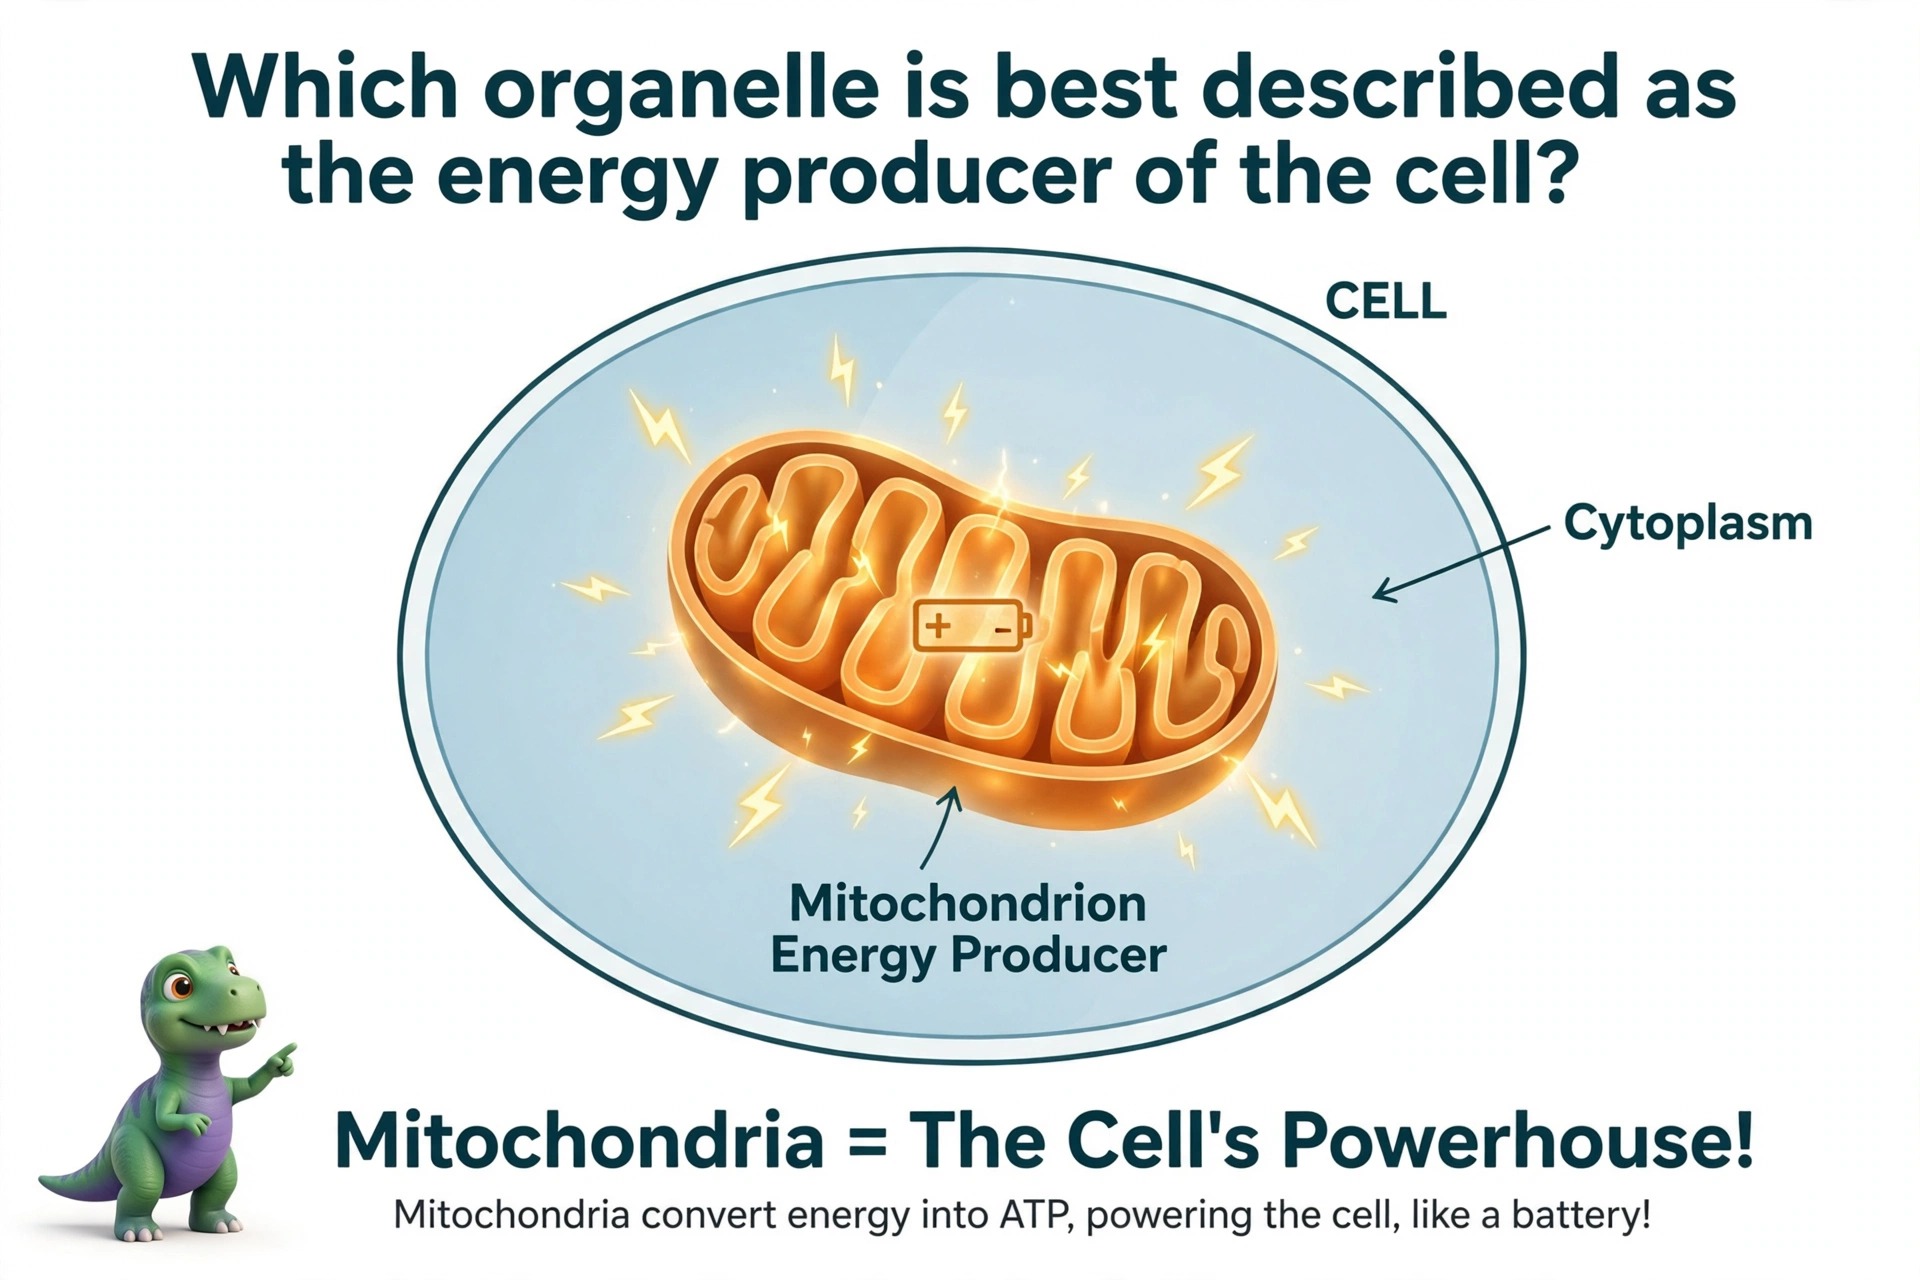 Which organelle is best described as
the energy producer of the cell?
CELL
Cytoplasm
+ -
Mitochondrion
Energy Producer
Mitochondria = The Cell's Powerhouse!
Mitochondria convert energy into ATP, powering the cell, like a battery!